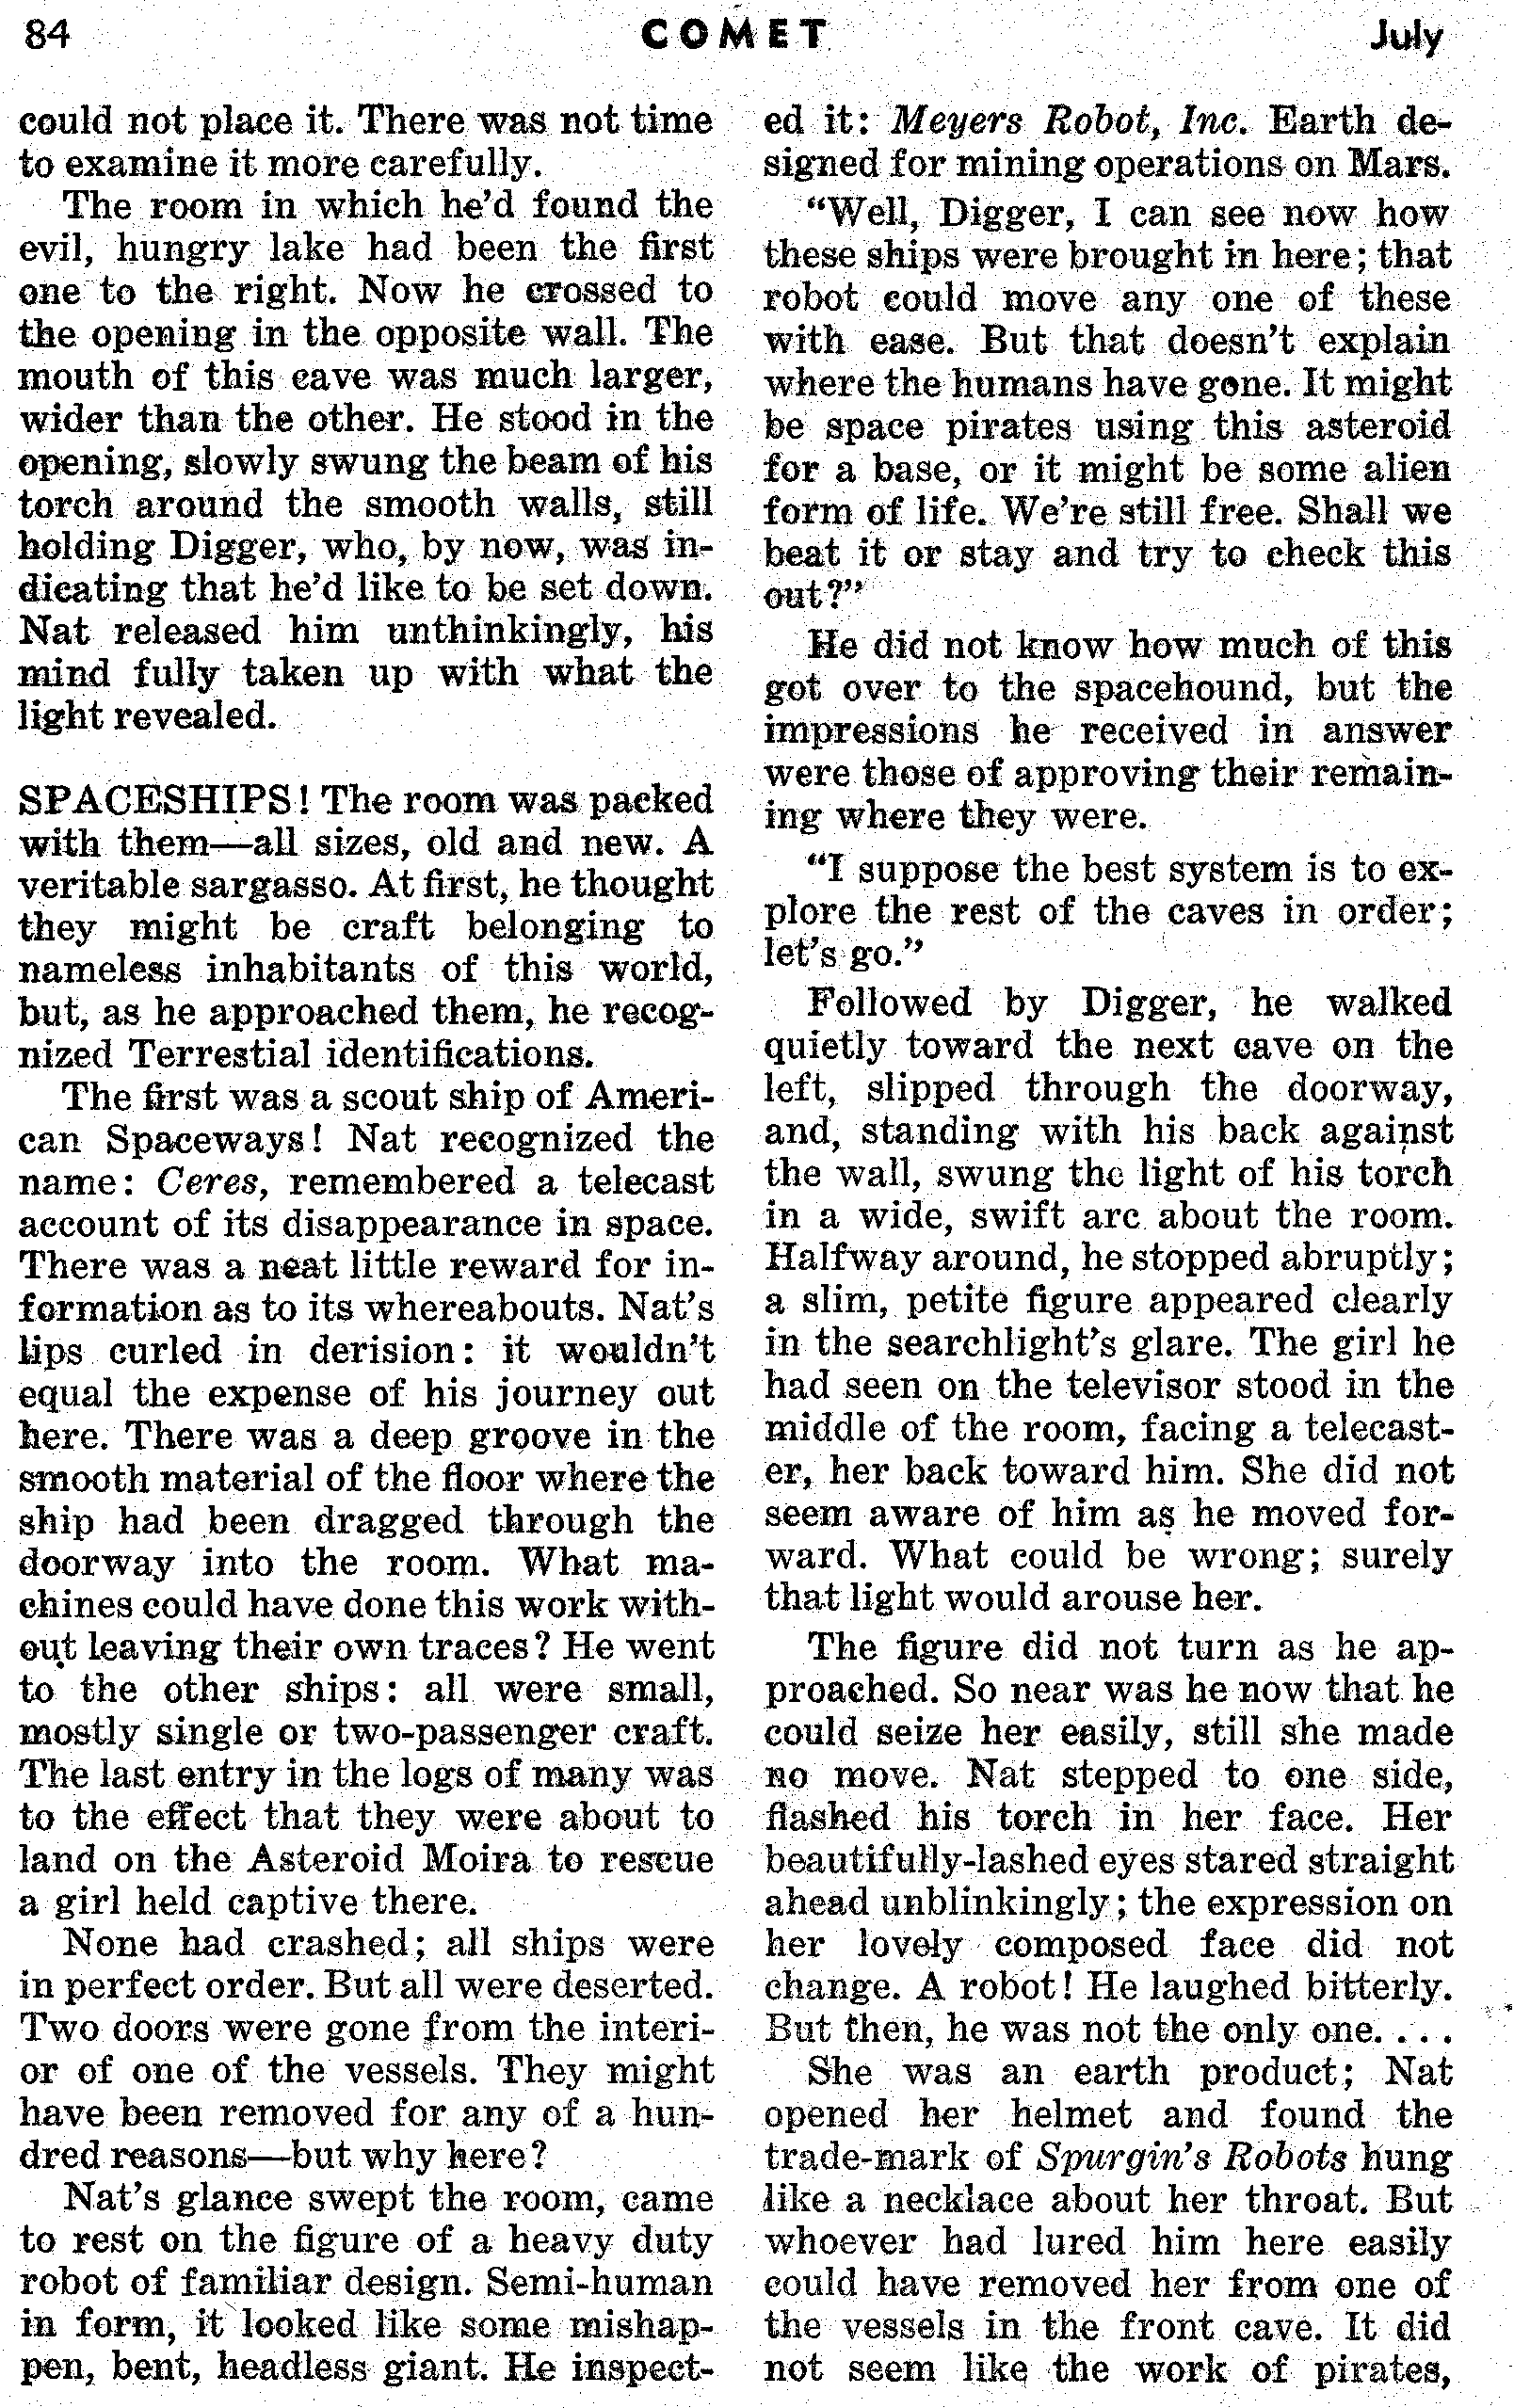 84
COMET
July
could not place it. There was not time
to examine it more carefully.
The room in which he'd found the
evil, hungry lake had been the first
one to the right. Now he crossed to
the opening in the opposite wall. The
mouth of this cave was much larger,
wider than the other. He stood in the
opening, slowly swung the beam of his
torch around the smooth walls, still
holding Digger, who, by now, was in-
dicating that he'd like to be set down.
Nat released him unthinkingly, his
mind fully taken up with what the
light revealed.
SPACESHIPS! The room was packed
with them—all sizes, old and new. A
veritable sargasso. At first, he thought
they might be craft belonging to
nameless inhabitants of this world,
but, as he approached them, he recog-
nized Terrestial identifications.
The first was a scout ship of Ameri-
can Spaceways! Nat recognized the
name: Ceres, remembered a telecast
account of its disappearance in space.
There was a neat little reward for in-
formation as to its whereabouts. Nat's
lips curled in derision: it wouldn't
equal the expense of his journey out
here. There was a deep groove in the
smooth material of the floor where the
ship had been dragged through the
doorway into the room. What ma-
chines could have done this work with-
out leaving their own traces? He went
to the other ships: all were small,
mostly single or two-passenger craft.
The last entry in the logs of many was
to the effect that they were about to
land on the Asteroid Moira to rescue
a girl held captive there.
None had crashed; all ships were
in perfect order. But all were deserted.
Two doors were gone from the interi-
or of one of the vessels. They might
have been removed for any of a hun-
dred reasons—but why here?
Nat's glance swept the room, came
to rest on the figure of a heavy duty
robot of familiar design. Semi-human
in form, it looked like some mishap-
pen, bent, headless giant. He inspect-
ed it: Meyers Robot, Inc. Earth de-
signed for mining operations on Mars.
"Well, Digger, I can see now how
these ships were brought in here; that
robot could move any one of these
with ease. But that doesn't explain
where the humans have gone. It might
be space pirates using this asteroid
for a base, or it might be some alien
form of life. We're still free. Shall we
beat it or stay and try to check this
out?"
He did not know how much of this
got over to the spacehound, but the
impressions he received in answer
were those of approving their remain-
ing where they were.
"I suppose the best system is to ex-
plore the rest of the caves in order;
let's go."
Followed by Digger, he walked
quietly toward the next cave on the
left, slipped through the doorway,
and, standing with his back against
the wall, swung the light of his torch
in a wide, swift arc about the room.
Halfway around, he stopped abruptly;
a slim, petite figure appeared clearly
in the searchlight's glare. The girl he
had seen on the televisor stood in the
middle of the room, facing a telecast-
er, her back toward him. She did not
seem aware of him as he moved for-
ward. What could be wrong; surely
that light would arouse her.
The figure did not turn as he ap-
proached. So near was he now that he
could seize her easily, still she made
no move. Nat stepped to one side,
flashed his torch in her face. Her
beautifully-lashed eyes stared straight
ahead unblinkingly; the expression on
her lovely composed face did not
change. A robot! He laughed bitterly.
But then, he was not the only one. . . .
She was an earth product; Nat
opened her helmet and found the
trade-mark of Spurgin's Robots hung
like a necklace about her throat. But
whoever had lured him here easily
could have removed her from one of
the vessels in the front cave. It did
not seem like the work of pirates,